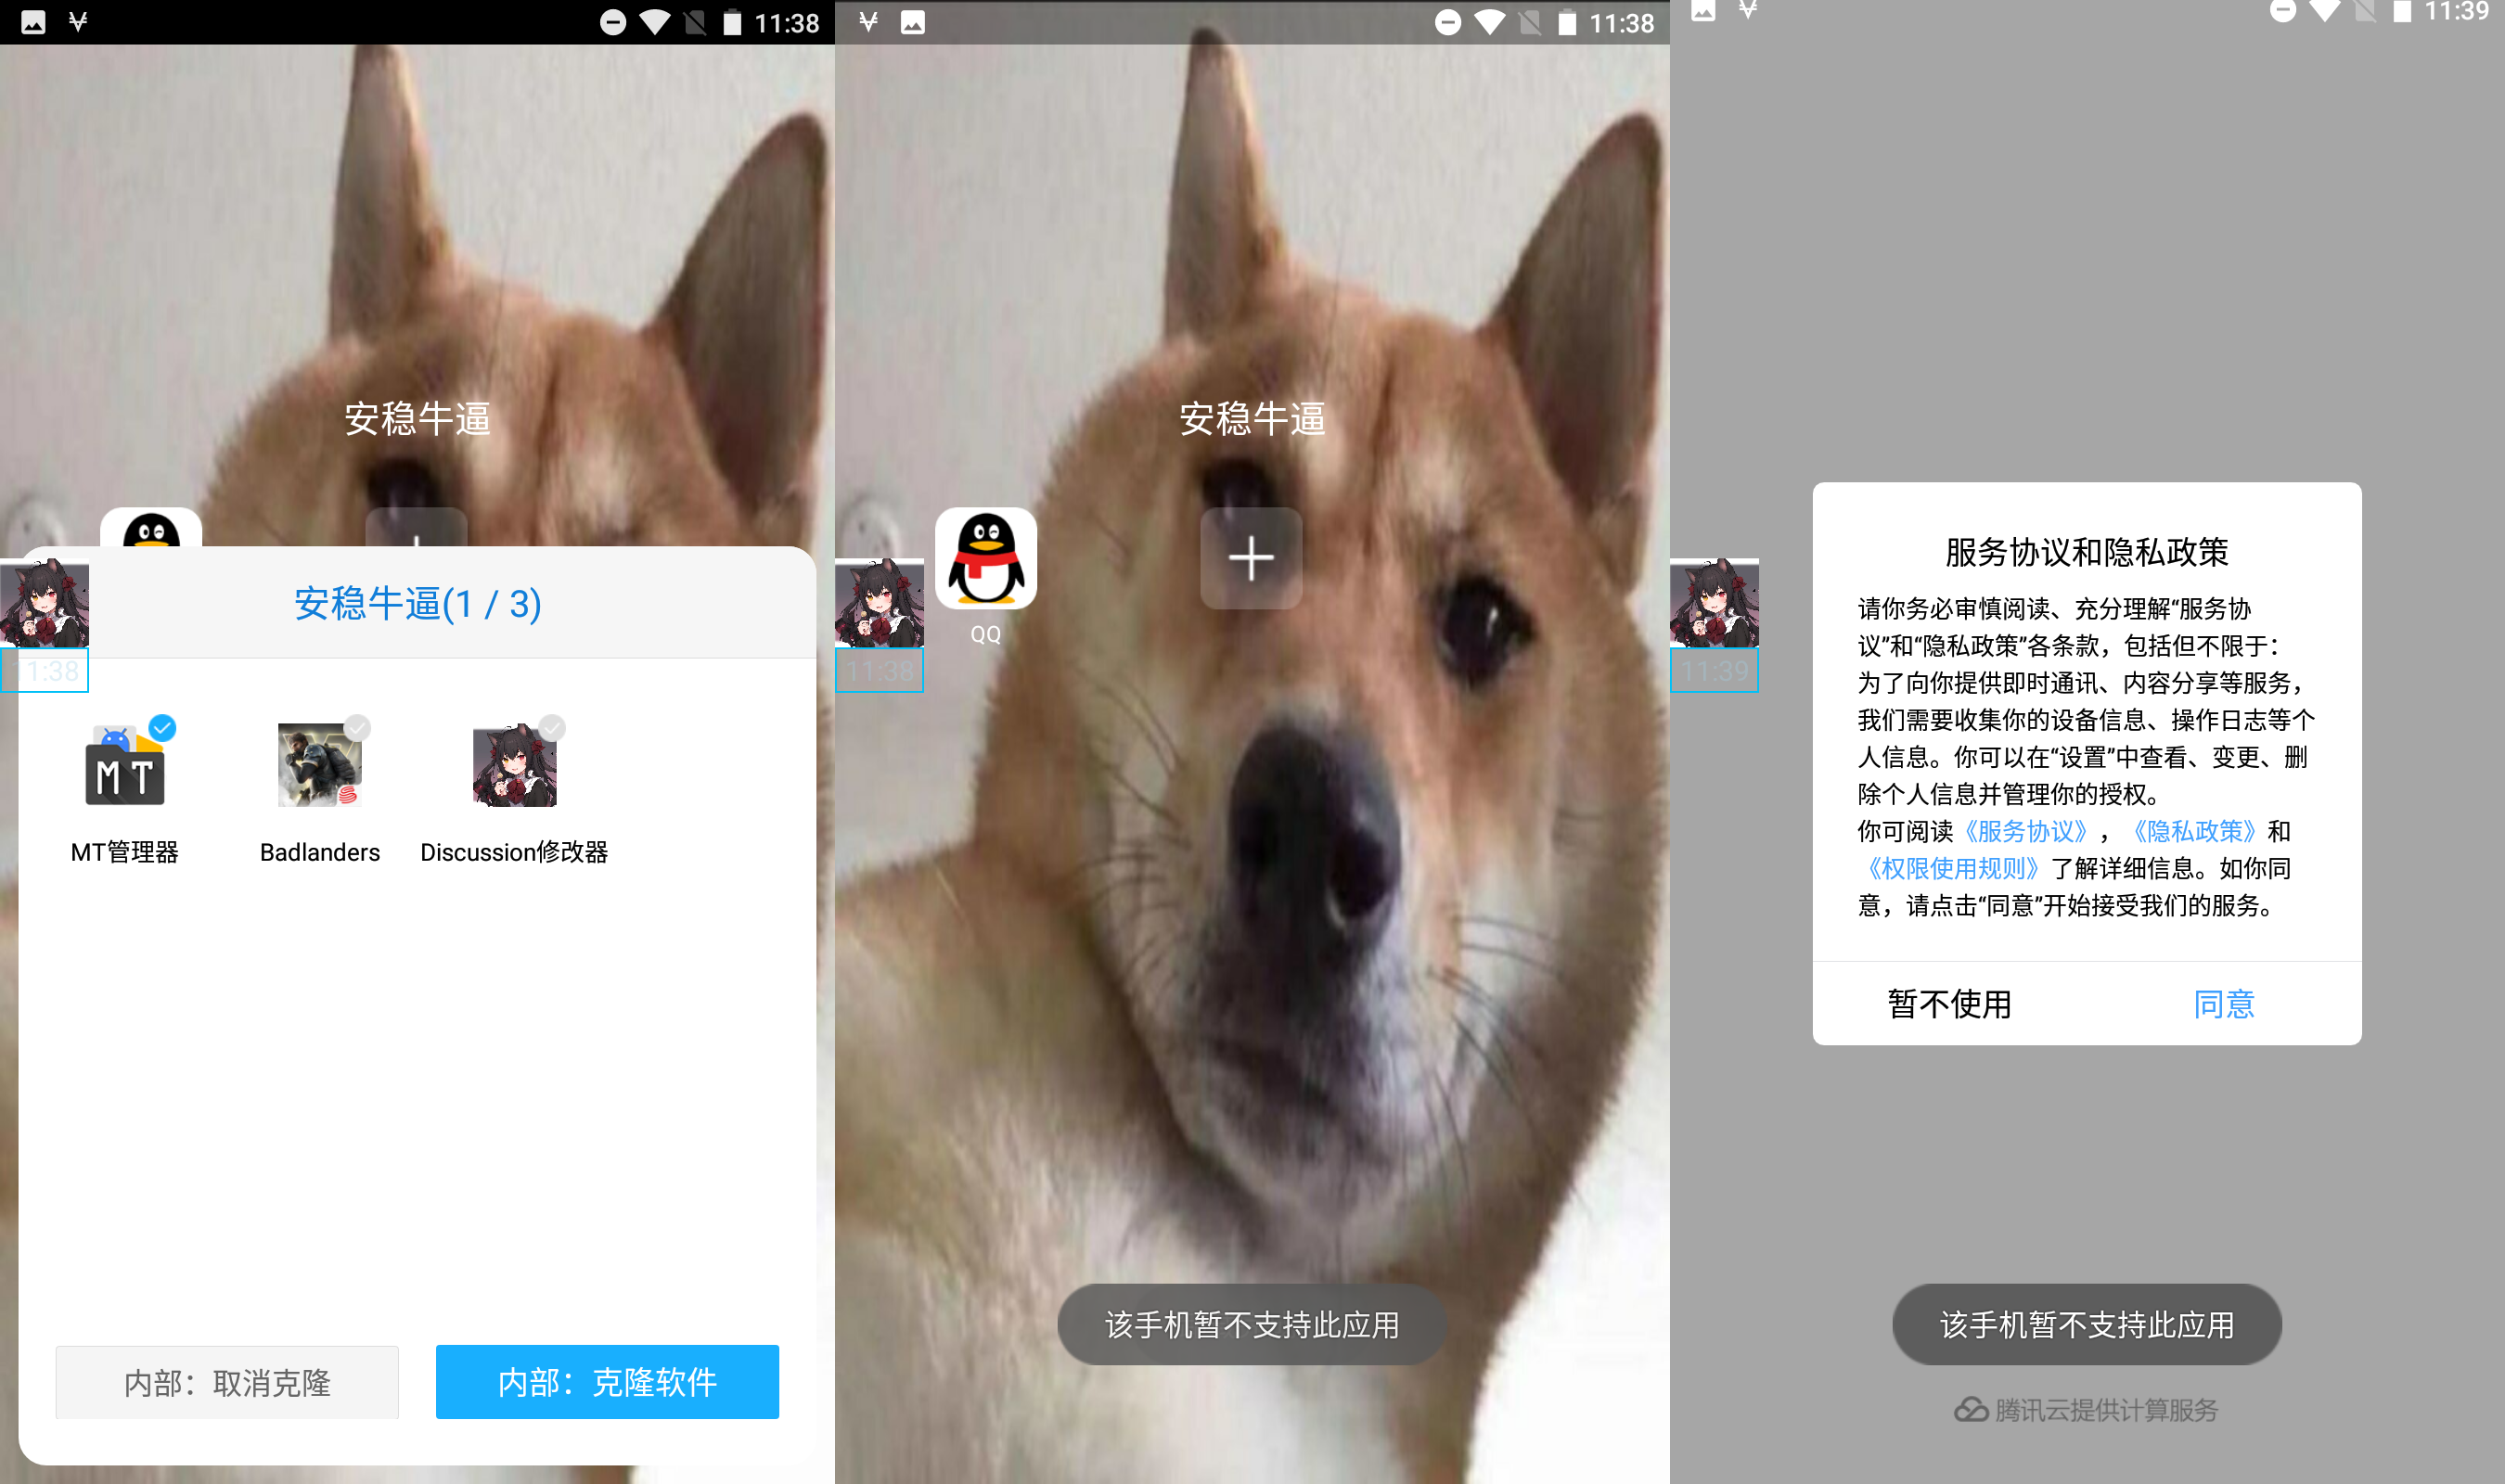 11:38
安稳牛逼
安稳牛逼(1 / 3)
11:38
MT
MT管理器
Badlanders
Discussion修改器
内部：取消克隆
内部：克隆软件
11:38
安稳牛逼
QQ
11:38
该手机暂不支持此应用
11:39
11:39
服务协议和隐私政策
请你务必审慎阅读、充分理解“服务协
议”和“隐私政策”各条款，包括但不限于：
为了向你提供即时通讯、内容分享等服务，
我们需要收集你的设备信息、操作日志等个
人信息。你可以在“设置”中查看、变更、删
除个人信息并管理你的授权。
你可阅读《服务协议》，《隐私政策》和
《权限使用规则》了解详细信息。如你同
意，请点击“同意”开始接受我们的服务。
暂不使用
同意
该手机暂不支持此应用
腾讯云提供计算服务